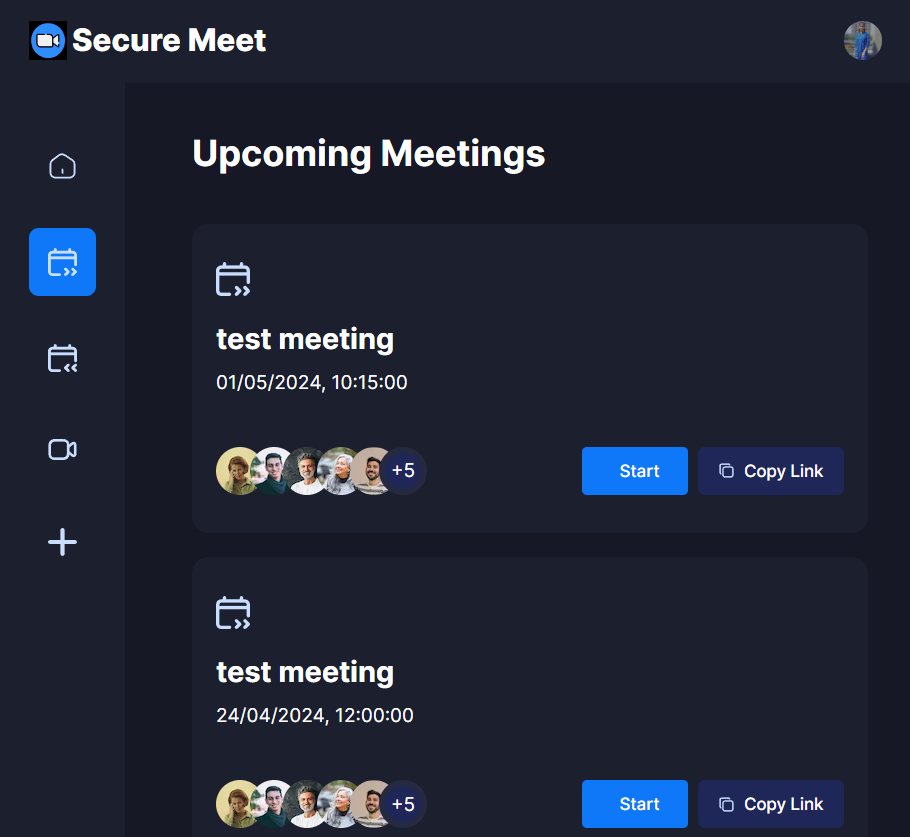 Secure Meet
Upcoming Meetings
test meeting
01/05/2024, 10:15:00
+5
Start
Copy Link
test meeting
24/04/2024, 12:00:00
+5
Start
Copy Link